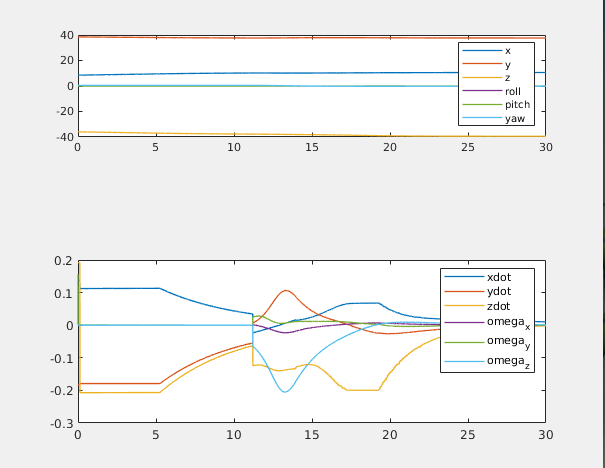 40
20
0
-20
-40
0 5 10 15 20 25 30
x
y
z
roll
pitch
yaw
0.2
0.1
0
-0.1
-0.2
-0.3
0 5 10 15 20 25 30
xdot
ydot
zdot
omega_x
omega_y
omega_z